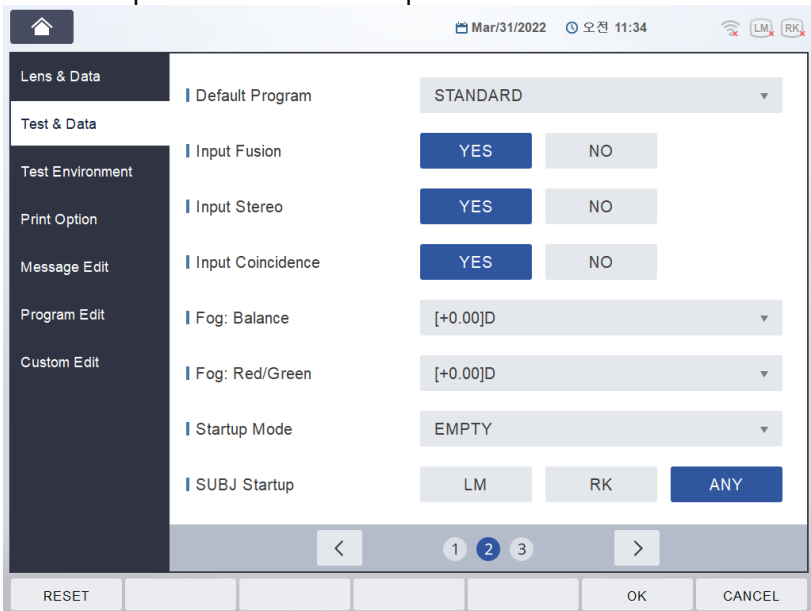 Mar/31/2022 오전 11:34 LM RK
Lens & Data
Test & Data
Test Environment
Print Option
Message Edit
Program Edit
Custom Edit
Default Program STANDARD
Input Fusion YES NO
Input Stereo YES NO
Input Coincidence YES NO
Fog: Balance [+0.00]D
Fog: Red/Green [+0.00]D
Startup Mode EMPTY
SUBJ Startup LM RK ANY
< 1 2 3 >
RESET OK CANCEL